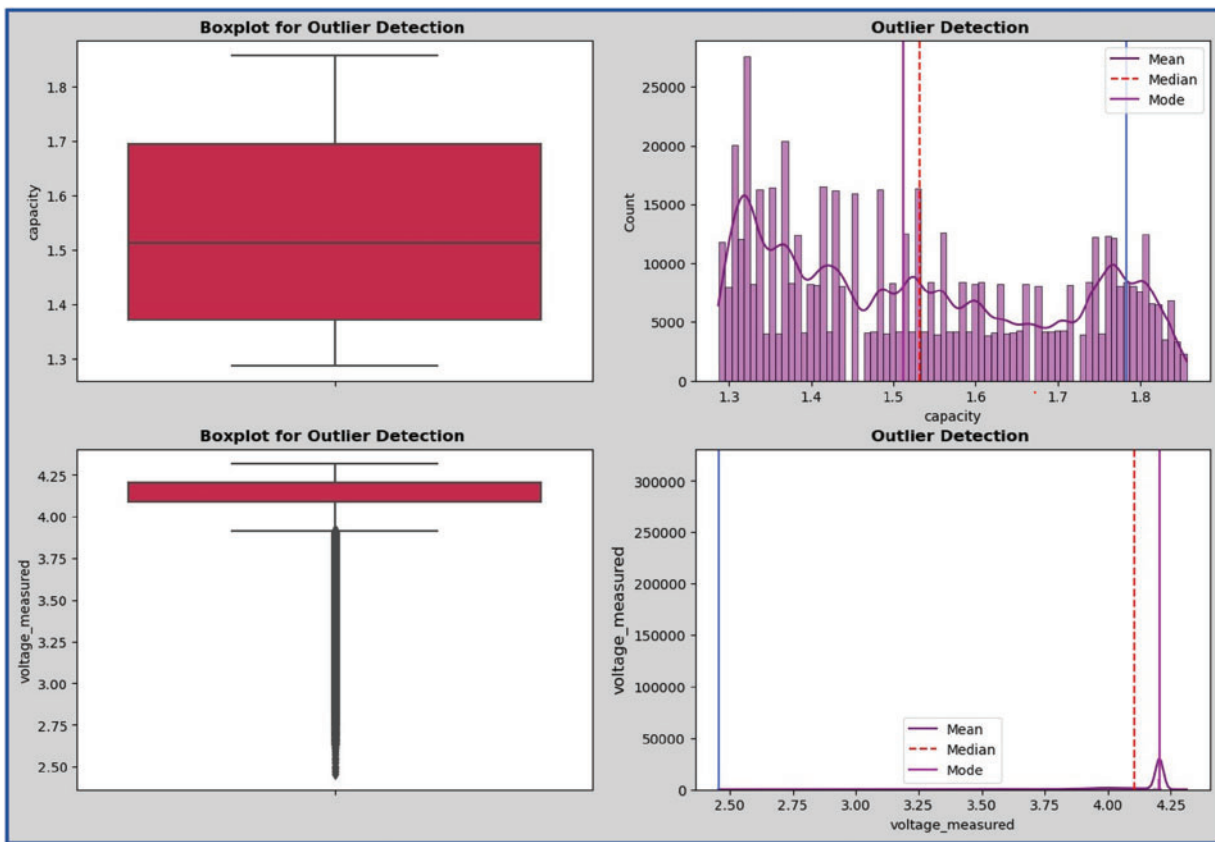 Boxplot for Outlier Detection
1.8
1.7
1.6
1.5
1.4
1.3
capacity
Outlier Detection
Mean
Median
Mode
25000
20000
15000
10000
5000
0
Count
1.3
1.4
1.5
1.6
1.7
1.8
capacity
Boxplot for Outlier Detection
4.25
4.00
3.75
3.50
3.25
3.00
2.75
2.50
voltage_measured
Outlier Detection
300000
250000
200000
150000
100000
50000
0
voltage_measured
Mean
Median
Mode
2.50
2.75
3.00
3.25
3.50
3.75
4.00
4.25
voltage_measured